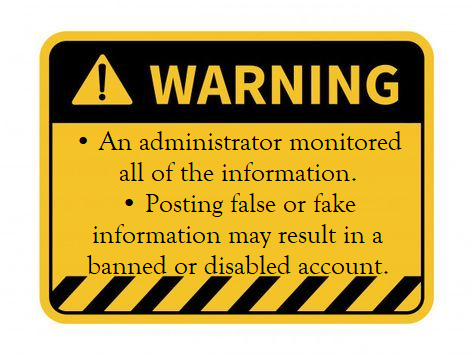 WARNING
• An administrator monitored
all of the information.
• Posting false or fake
information may result in a
banned or disabled account.